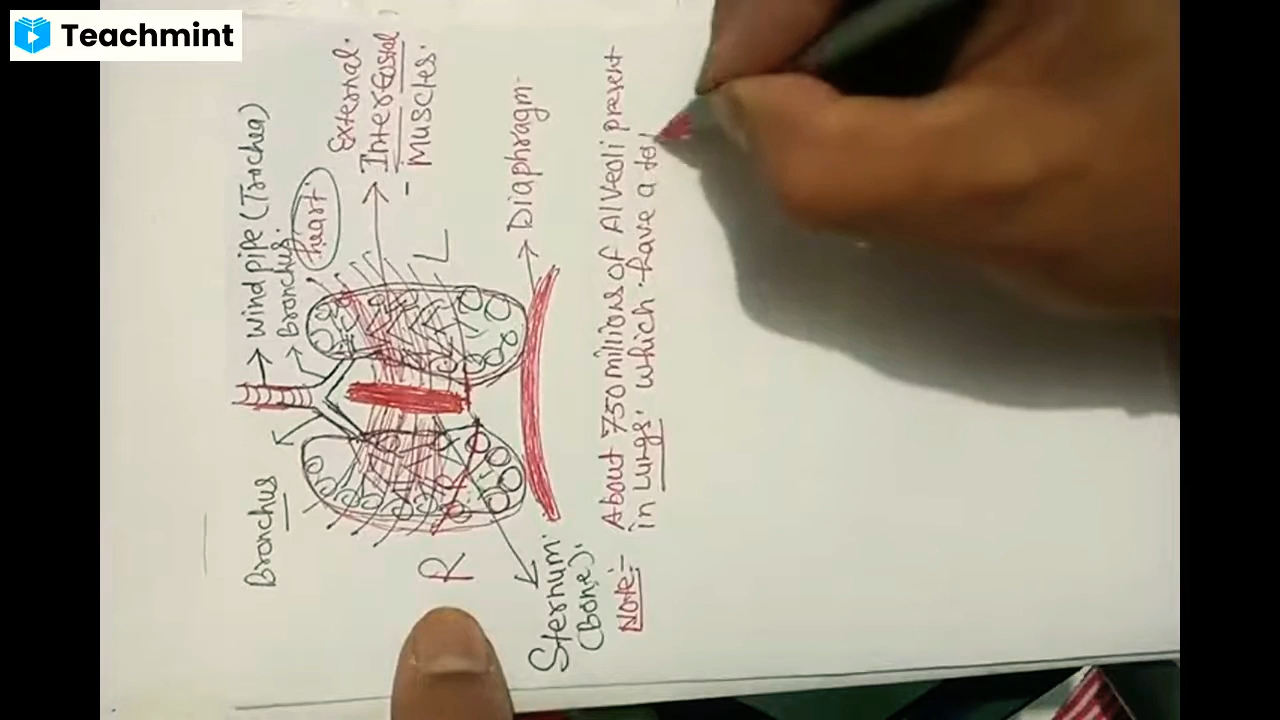 Teachmint
Wind pipe (Trachea)
Bronchus.
heart.
External.
Intercostal
- Muscles.
Bronchus
L
R
Diaphragm.
Sternum.
(Bone).
Note:- About 750 millions of Alveoli present
in Lungs. which have a to